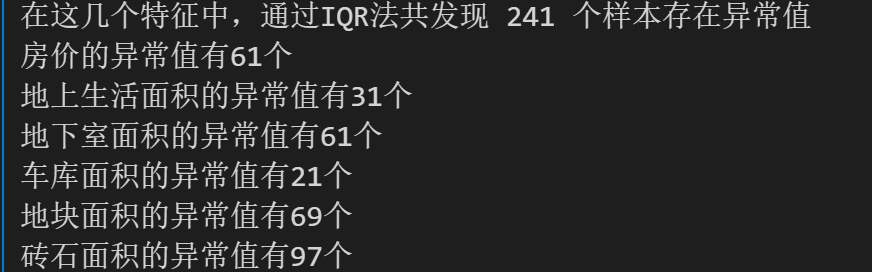 在这几个特征中，通过IQR法共发现 241 个样本存在异常值
房价的异常值有61个
地上生活面积的异常值有31个
地下室面积的异常值有61个
车库面积的异常值有21个
地块面积的异常值有69个
砖石面积的异常值有97个